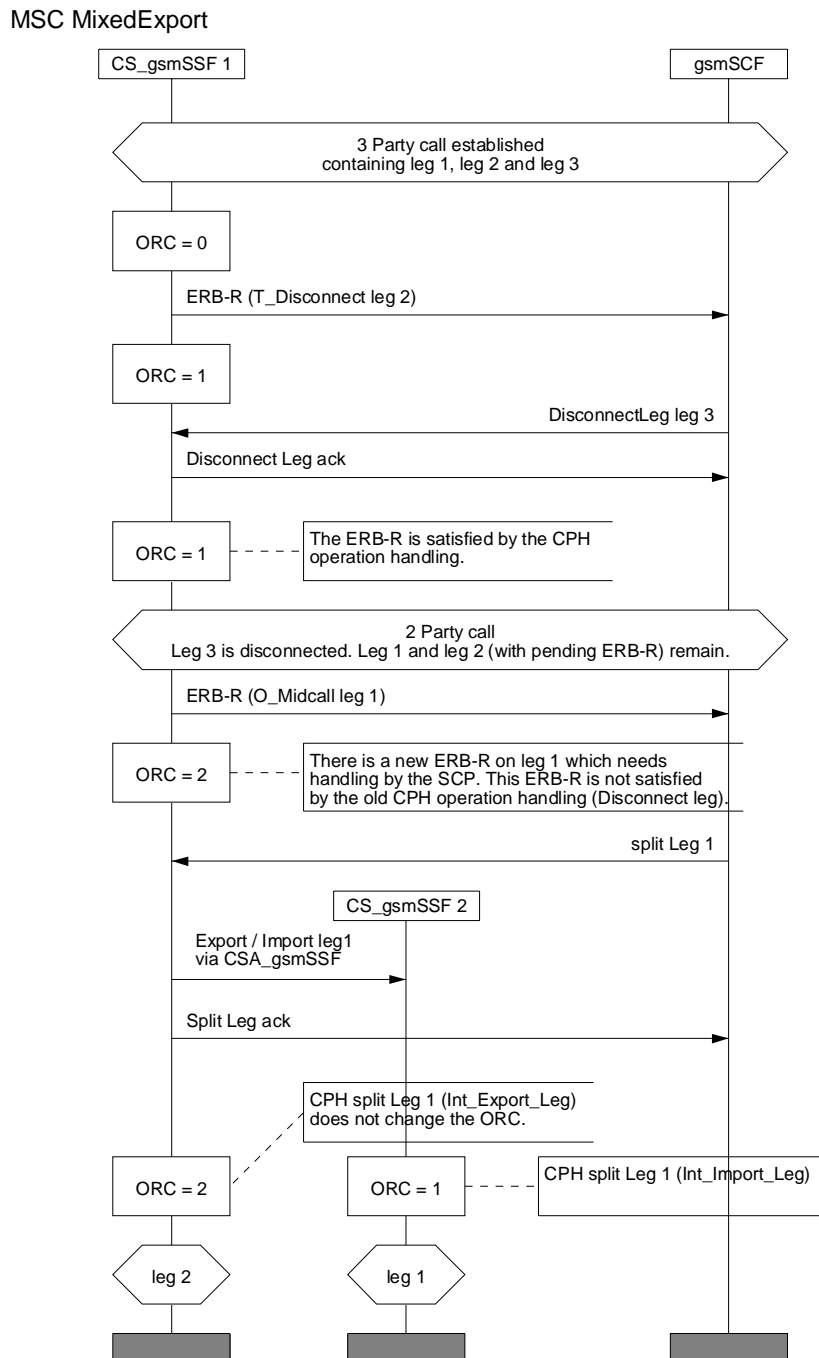 MSC MixedExport
CS_gsmSSF 1
gsmSCF
3 Party call established
containing leg 1, leg 2 and leg 3
ORC = 0
ERB-R (T_Disconnect leg 2)
ORC = 1
DisconnectLeg leg 3
Disconnect Leg ack
ORC = 1
The ERB-R is satisfied by the CPH
operation handling.
2 Party call
Leg 3 is disconnected. Leg 1 and leg 2 (with pending ERB-R) remain.
ERB-R (O_Midcall leg 1)
ORC = 2
There is a new ERB-R on leg 1 which needs
handling by the SCP. This ERB-R is not satisfied
by the old CPH operation handling (Disconnect leg).
split Leg 1
CS_gsmSSF 2
Export / Import leg1
via CSA_gsmSSF
Split Leg ack
CPH split Leg 1 (Int_Export_Leg)
does not change the ORC.
ORC = 2
ORC = 1
CPH split Leg 1 (Int_Import_Leg)
leg 2
leg 1